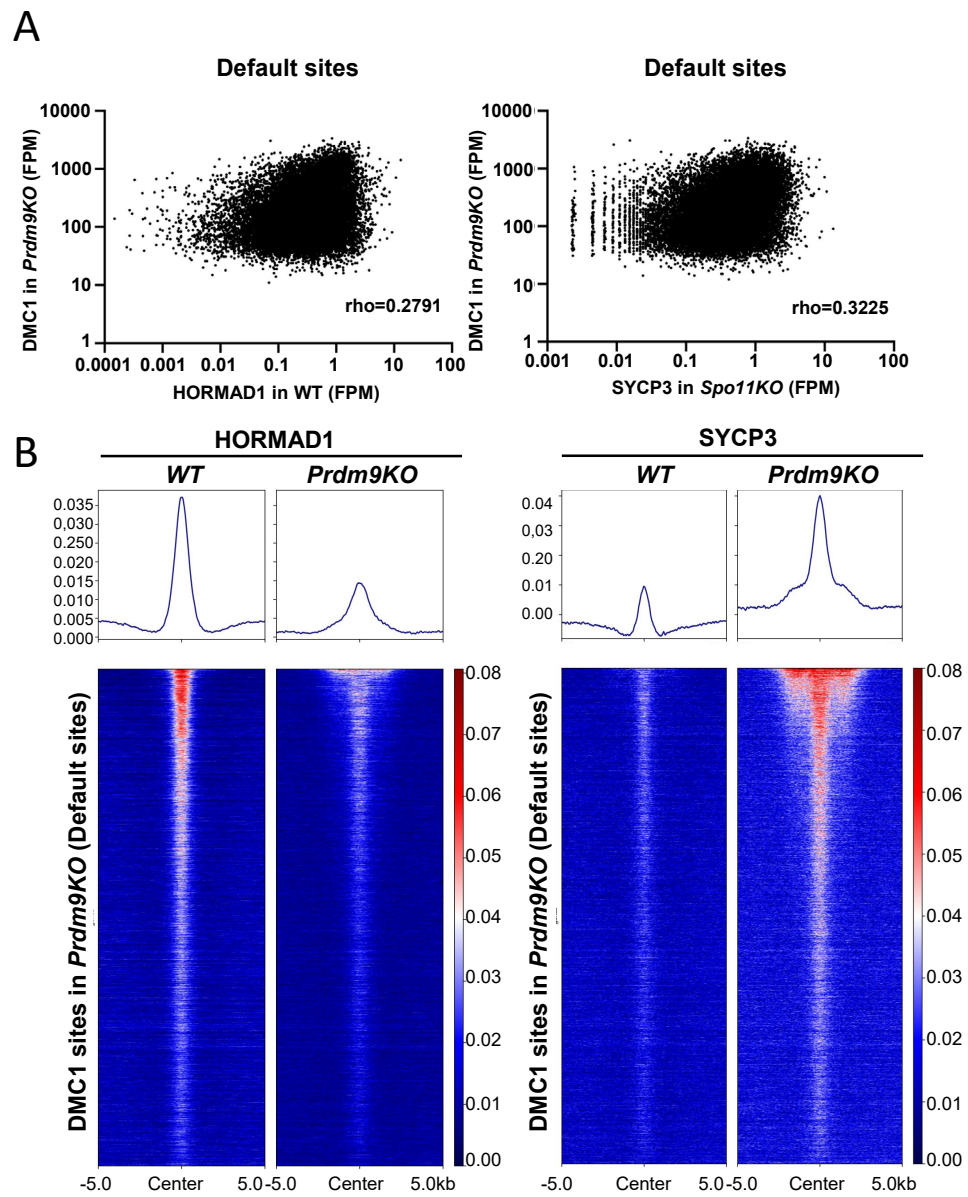 A
Default sites
Default sites
DMC1 in Prdm9KO (FPM)
10000
1000
100
10
1
0.0001
0.001
0.01
0.1
1
10
100
HORMAD1 in WT (FPM)
rho=0.2791
DMC1 in Prdm9KO (FPM)
10000
1000
100
10
1
0.001
0.01
0.1
1
10
100
SYCP3 in Spo11KO (FPM)
rho=0.3225
B
HORMAD1
SYCP3
WT
Prdm9KO
WT
Prdm9KO
0.035
0,030
0.250
0.020
0.015
0.010
0.005
0.000
0.04
0.03
0.20
0.01
0.00
DMC1 sites in Prdm9KO (Default sites)
0.08
0.07
0.06
0.05
0.04
0.03
0.02
0.01
0.00
-5.0
Center
5.0
-5.0
Center
5.0kb
DMC1 sites in Prdm9KO (Default sites)
0.08
0.07
0.06
0.05
0.04
0.03
0.02
0.01
0.00
-5.0
Center
5.0
-5.0
Center
5.0kb